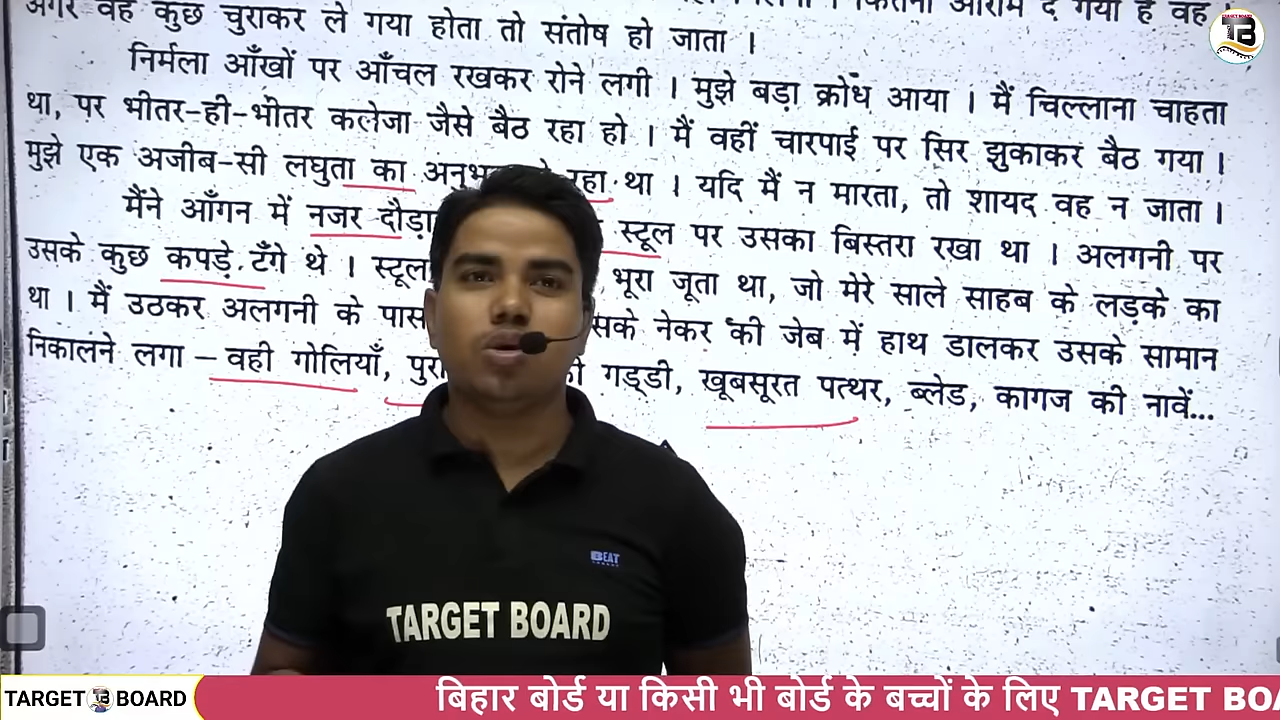 अगर वह कुछ चुराकर ले गया होता तो संतोष हो जाता ।
निर्मला आँखों पर आँचल रखकर रोने लगी । मुझे बड़ा क्रोध आया । मैं चिल्लाना चाहता
था, पर भीतर-ही-भीतर कलेजा जैसे बैठ रहा हो । मैं वहीं चारपाई पर सिर झुकाकर बैठ गया ।
मुझे एक अजीब-सी लघुता का रहा था । यदि मैं न मारता, तो शायद वह न जाता ।
मैंने आँगन में नजर स्टूल पर उसका बिस्तरा रखा था । अलगनी पर
उसके कुछ कपड़े टँगे थे । स्टूल भूरा जूता था, जो मेरे साले साहब के लड़के का
था । मैं उठकर अलगनी के पास नेकर की जेब में हाथ डालकर उसके सामान
निकालने लगा – वही गोलियाँ, गड्डी, खूबसूरत पत्थर, ब्लेड, कागज की नावें...
TB
BEAT
TARGET BOARD
TARGET TB BOARD
बिहार बोर्ड या किसी भी बोर्ड के बच्चों के लिए TARGET